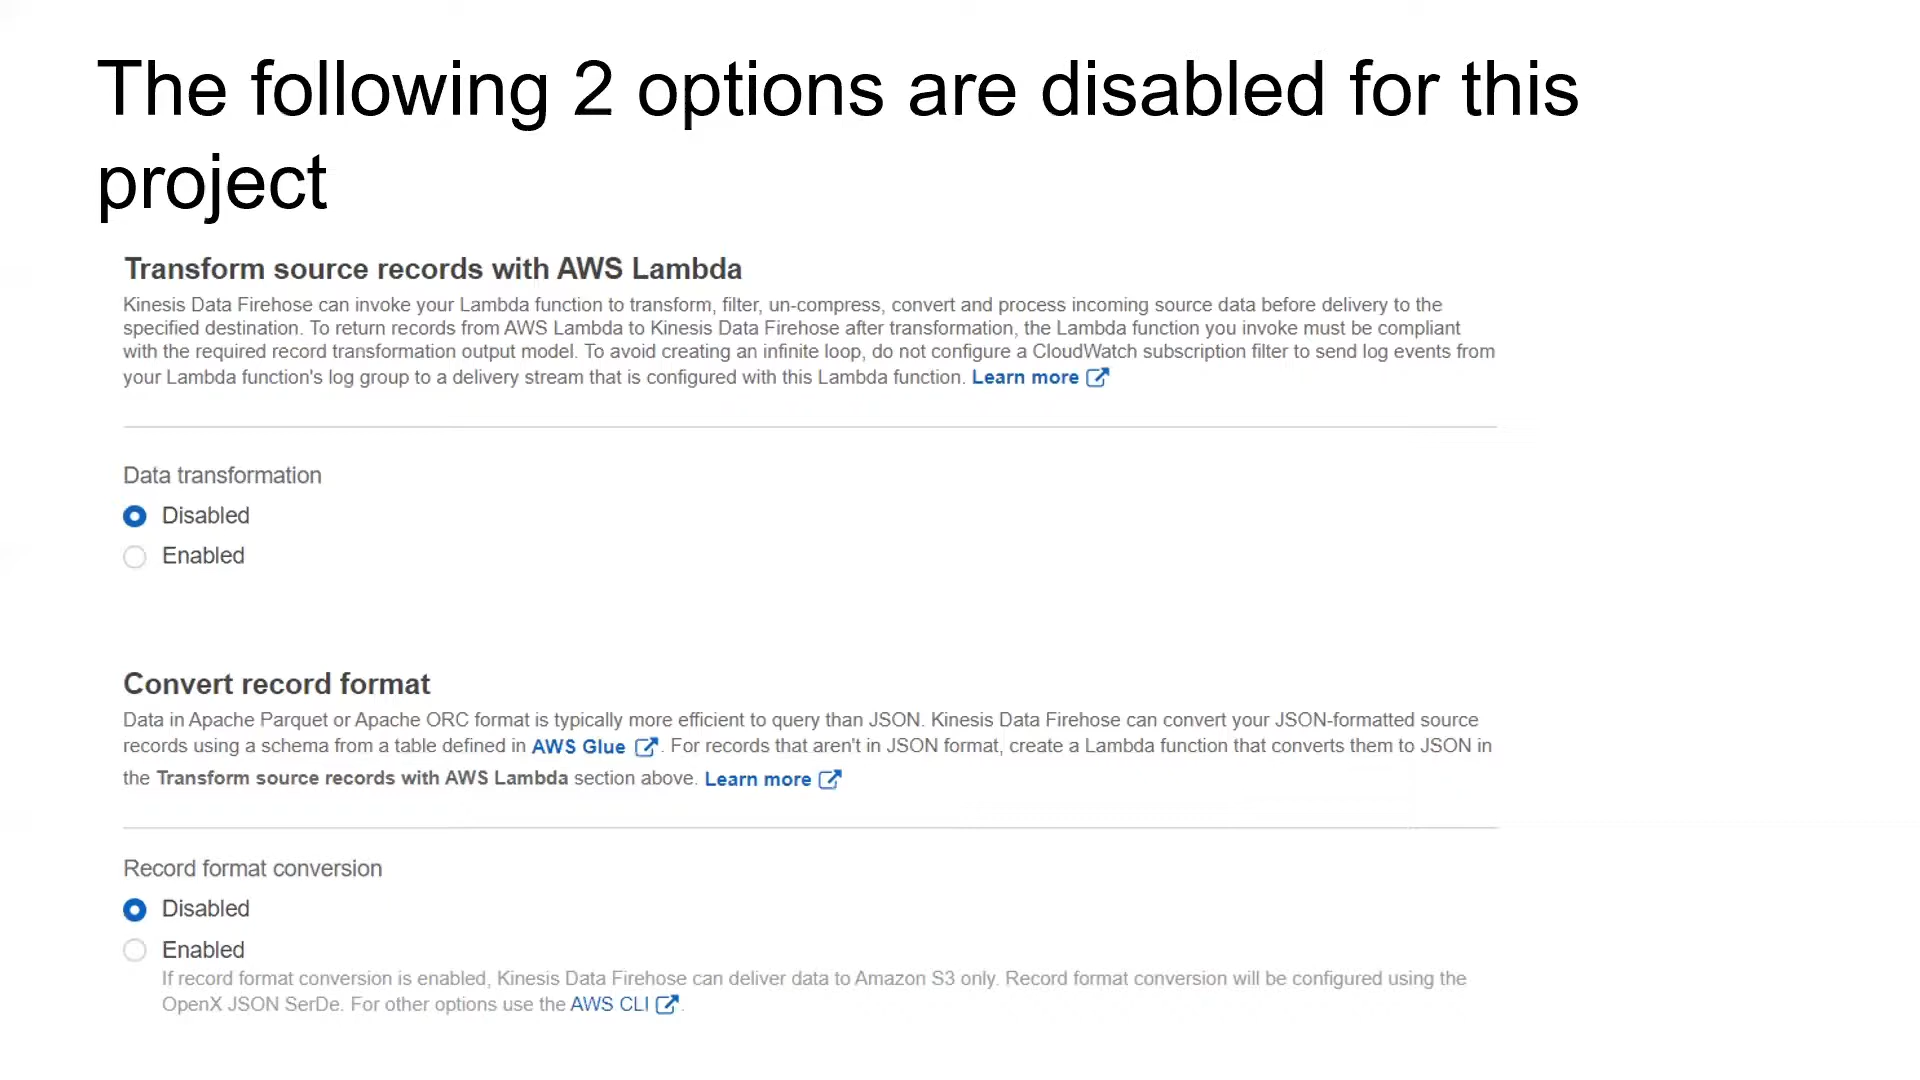 The following 2 options are disabled for this
project
Transform source records with AWS Lambda
Kinesis Data Firehose can invoke your Lambda function to transform, filter, un-compress, convert and process incoming source data before delivery to the
specified destination. To return records from AWS Lambda to Kinesis Data Firehose after transformation, the Lambda function you invoke must be compliant
with the required record transformation output model. To avoid creating an infinite loop, do not configure a CloudWatch subscription filter to send log events from
your Lambda function's log group to a delivery stream that is configured with this Lambda function. Learn more
Data transformation
Disabled
Enabled
Convert record format
Data in Apache Parquet or Apache ORC format is typically more efficient to query than JSON. Kinesis Data Firehose can convert your JSON-formatted source
records using a schema from a table defined in AWS Glue. For records that aren't in JSON format, create a Lambda function that converts them to JSON in
the Transform source records with AWS Lambda section above. Learn more
Record format conversion
Disabled
Enabled
If record format conversion is enabled, Kinesis Data Firehose can deliver data to Amazon S3 only. Record format conversion will be configured using the
OpenX JSON SerDe. For other options use the AWS CLI.